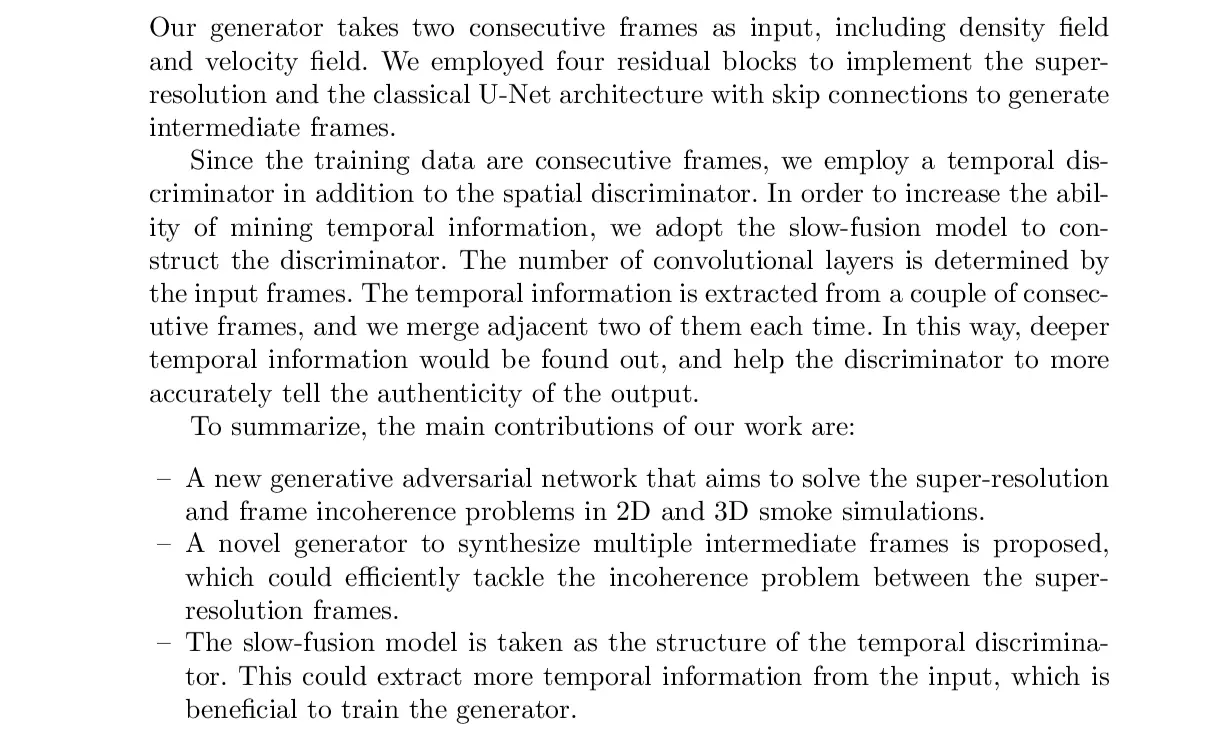 Our generator takes two consecutive frames as input, including density field
and velocity field. We employed four residual blocks to implement the super-
resolution and the classical U-Net architecture with skip connections to generate
intermediate frames.
Since the training data are consecutive frames, we employ a temporal dis-
criminator in addition to the spatial discriminator. In order to increase the abil-
ity of mining temporal information, we adopt the slow-fusion model to con-
struct the discriminator. The number of convolutional layers is determined by
the input frames. The temporal information is extracted from a couple of consec-
utive frames, and we merge adjacent two of them each time. In this way, deeper
temporal information would be found out, and help the discriminator to more
accurately tell the authenticity of the output.
To summarize, the main contributions of our work are:
– A new generative adversarial network that aims to solve the super-resolution
and frame incoherence problems in 2D and 3D smoke simulations.
– A novel generator to synthesize multiple intermediate frames is proposed,
which could efficiently tackle the incoherence problem between the super-
resolution frames.
– The slow-fusion model is taken as the structure of the temporal discrimina-
tor. This could extract more temporal information from the input, which is
beneficial to train the generator.